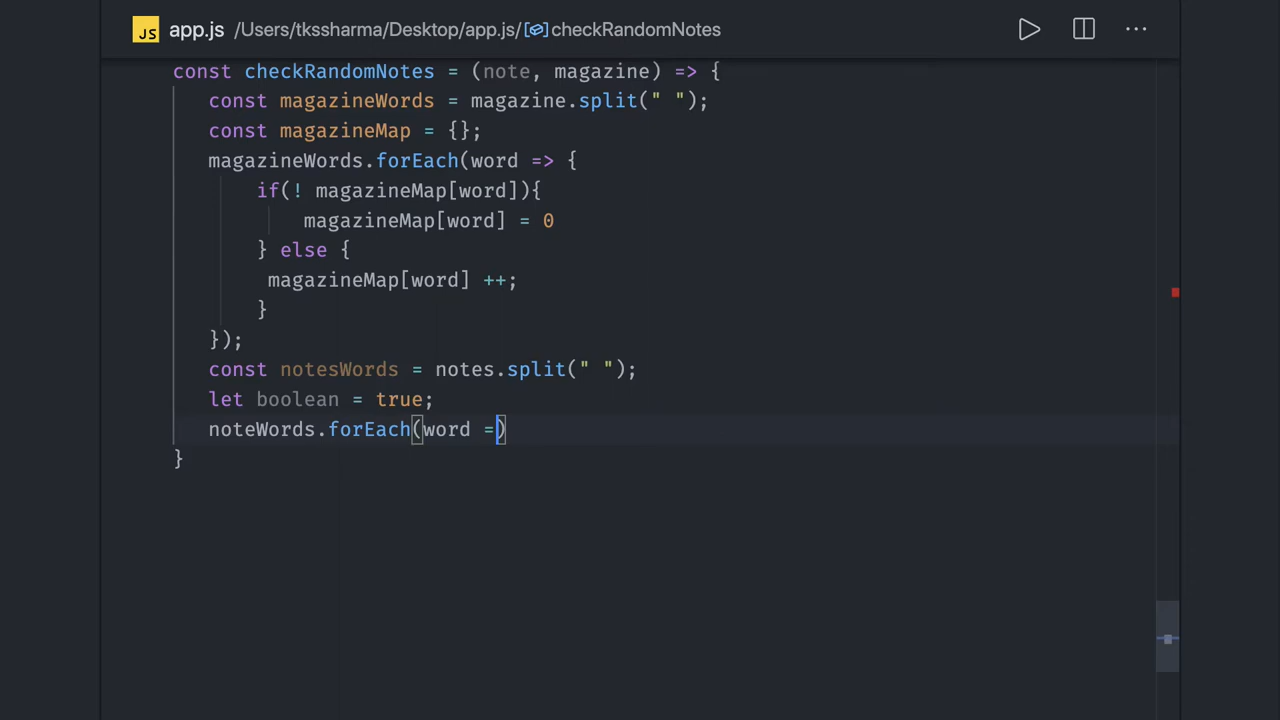 JS app.js /Users/tkssharma/Desktop/app.js/checkRandomNotes
const checkRandomNotes = (note, magazine) => {
const magazineWords = magazine.split(" ");
const magazineMap = {};
magazineWords.forEach(word => {
if(! magazineMap[word]){
magazineMap[word] = 0
} else {
magazineMap[word] ++;
}
});
const notesWords = notes.split(" ");
let boolean = true;
noteWords.forEach(word =)
}